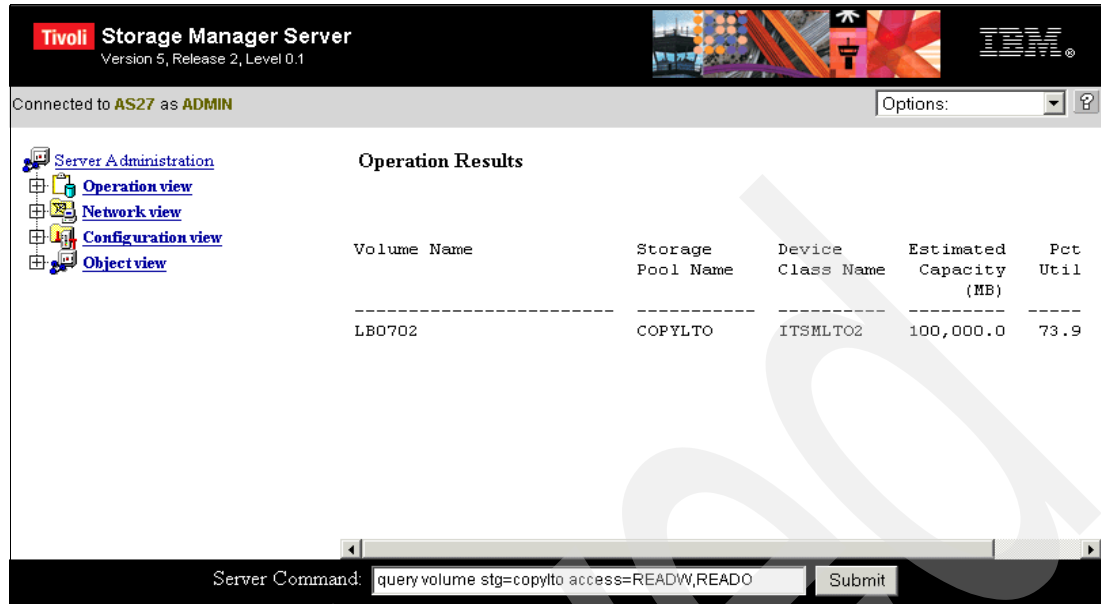 Tivoli Storage Manager Server
Version 5, Release 2, Level 0.1
IBM®
Connected to AS27 as ADMIN
Options:
?
Server Administration
Operation view
Network view
Configuration view
Object view
Operation Results
Volume Name Storage Device Estimated Pct
Pool Name Class Name Capacity Util
(MB)
------------------------ ----------- ---------- --------- -----
LB0702 COPYLTO ITSMLTO2 100,000.0 73.9
Server Command: query volume stg=copylto access=READW,READO Submit